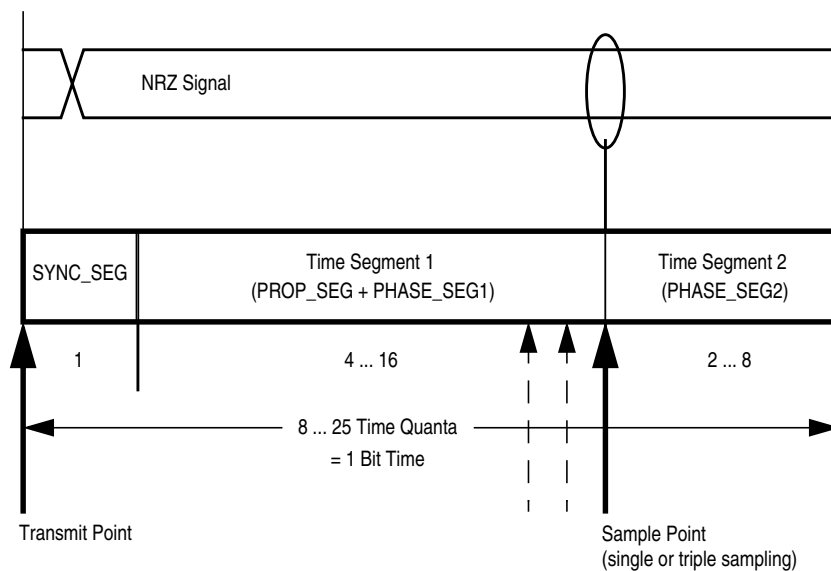 NRZ Signal
SYNC_SEG
Time Segment 1
(PROP_SEG + PHASE_SEG1)
Time Segment 2
(PHASE_SEG2)
1
4 ... 16
2 ... 8
8 ... 25 Time Quanta
= 1 Bit Time
Transmit Point
Sample Point
(single or triple sampling)